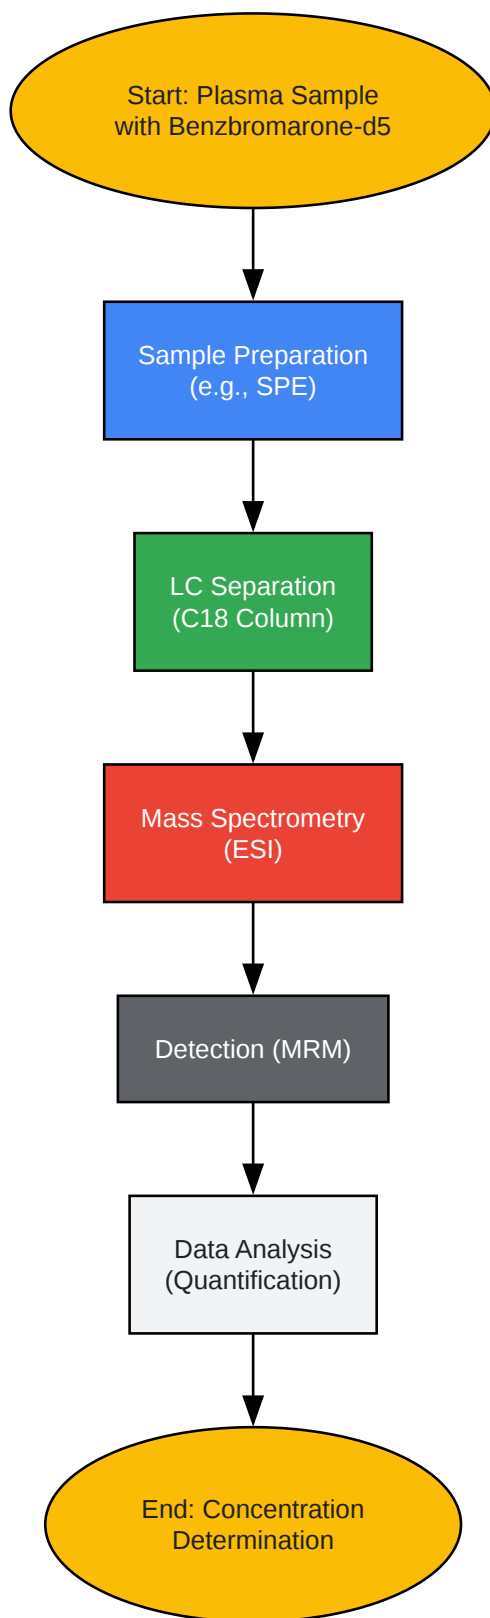 Start: Plasma Sample
with Benzbromarone-d5
Sample Preparation
(e.g., SPE)
LC Separation
(C18 Column)
Mass Spectrometry
(ESI)
Detection (MRM)
Data Analysis
(Quantification)
End: Concentration
Determination